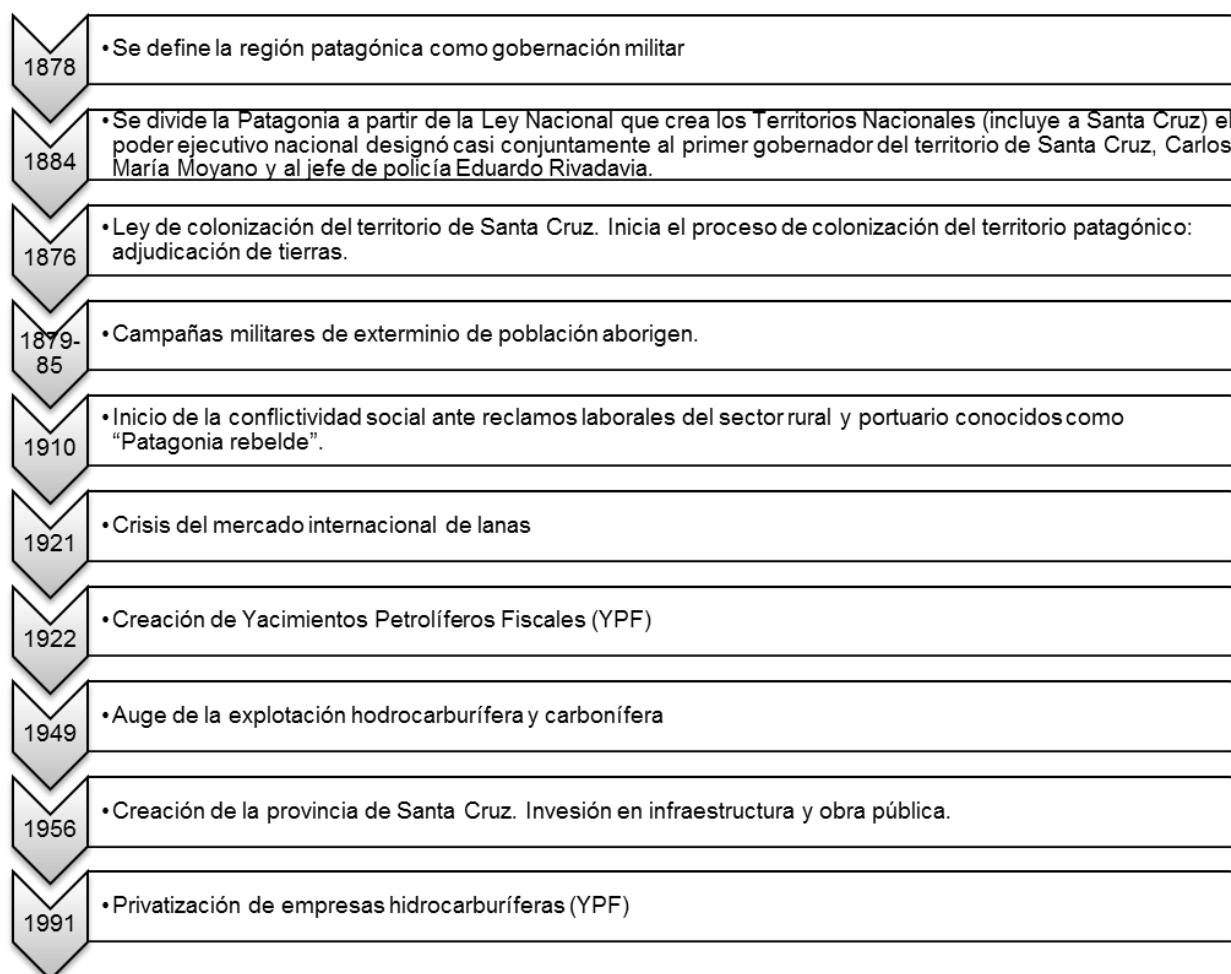 1878
•Se define la región patagónica como gobernación militar
1884
•Se divide la Patagonia a partir de la Ley Nacional que crea los Territorios Nacionales (incluye a Santa Cruz) el
poder ejecutivo nacional designó casi conjuntamente al primer gobernador del territorio de Santa Cruz, Carlos
María Moyano y al jefe de policía Eduardo Rivadavia.
1876
•Ley de colonización del territorio de Santa Cruz. Inicia el proceso de colonización del territorio patagónico:
adjudicación de tierras.
1879-
85
•Campañas militares de exterminio de población aborigen.
1910
•Inicio de la conflictividad social ante reclamos laborales del sector rural y portuario conocidos como
“Patagonia rebelde”.
1921
•Crisis del mercado internacional de lanas
1922
•Creación de Yacimientos Petrolíferos Fiscales (YPF)
1949
•Auge de la explotación hodrocarburífera y carbonífera
1956
•Creación de la provincia de Santa Cruz. Invesión en infraestructura y obra pública.
1991
•Privatización de empresas hidrocarburíferas (YPF)